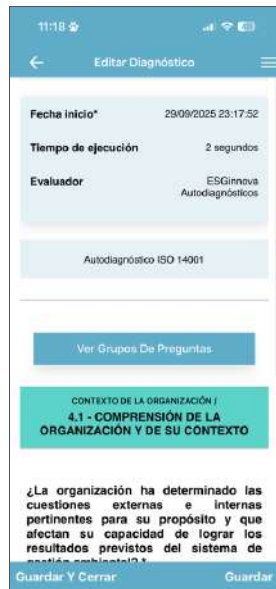 11:18
Editar Diagnóstico
Fecha inicio* 29/09/2025 23:17:52
Tiempo de ejecución 2 segundos
Evaluador ESGinnova
Autodiagnósticos
Autodiagnóstico ISO 14001
Ver Grupos De Preguntas
CONTEXTO DE LA ORGANIZACIÓN /
4.1 - COMPRENSIÓN DE LA
ORGANIZACIÓN Y DE SU CONTEXTO
¿La organización ha determinado las
cuestiones externas e internas
pertinentes para su propósito y que
afectan su capacidad de lograr los
resultados previstos del sistema de
gestión ambiental? *
Guardar Y Cerrar Guardar